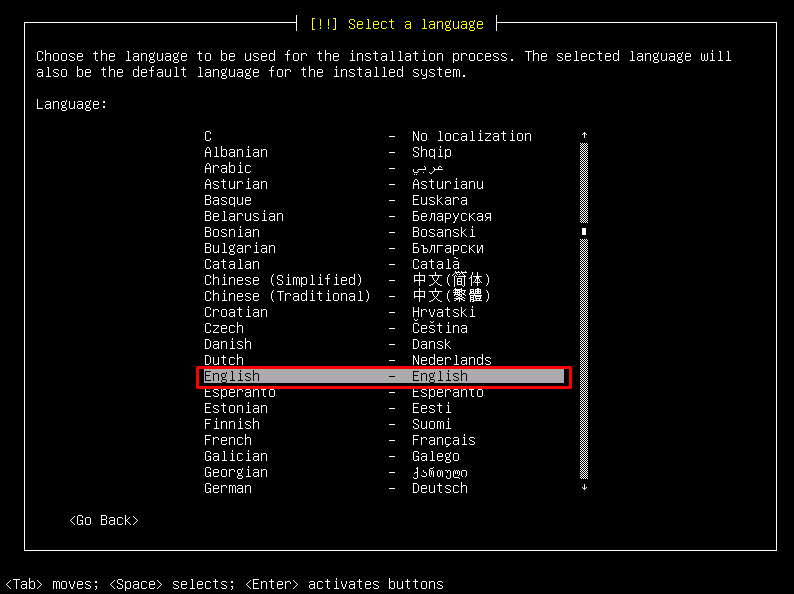 [!!] Select a language
Choose the language to be used for the installation process. The selected language will
also be the default language for the installed system.
Language:
C - No localization
Albanian - Shqip
Arabic - عربي
Asturian - Asturianu
Basque - Euskara
Belarusian - Беларуская
Bosnian - Bosanski
Bulgarian - Български
Catalan - Català
Chinese (Simplified) - 中文(简体)
Chinese (Traditional) - 中文(繁體)
Croatian - Hrvatski
Czech - Čeština
Danish - Dansk
Dutch - Nederlands
English - English
Esperanto - Esperanto
Estonian - Eesti
Finnish - Suomi
French - Français
Galician - Galego
Georgian - ქართული
German - Deutsch
<Go Back>
<Tab> moves; <Space> selects; <Enter> activates buttons